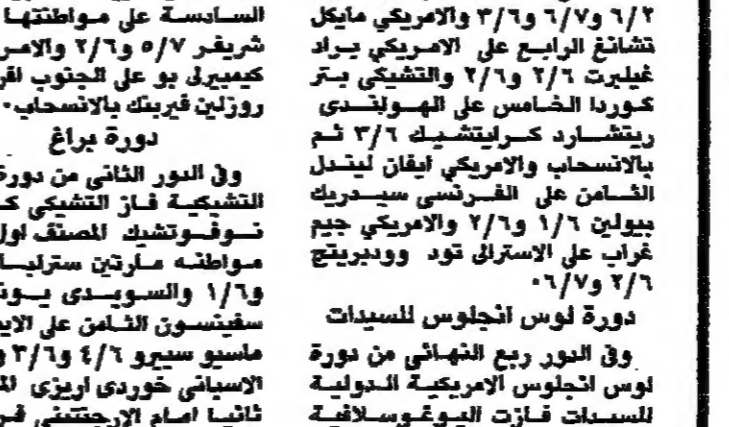 ٦/٢ و٦/٧ و٣/٦ والامريكي مايكل
تشانغ الرابع على الامريكي براد
غيلبرت ٢/٦ و٢/٦ والتشيكي بتر
كوردا الخامس على الهولندي
ريتشارد كرايتشيك ٣/٦ ثم
بالانسحاب والامريكي ايفان ليندل
الثامن على الفرنسي سيدريك
بيولين ١/٦ و٢/٦ والامريكي جيم
غراب على الاسترالي تود وودبريتج
٢/٦ و٦/٧.
دورة لوس انجلوس للسيدات
وفي الدور ربع النهائي من دورة
لوس انجلوس الامريكية الدولية
للسيدات فازت اليوغوسلافية
السادسة على مواطنتها
شريفر ٥/٧ و٢/٦
كيمبرلي بو على الجنوب
روزلين فيربنك بالانسحاب.
دورة براغ
وفي الدور الثاني من دورة
التشيكية فاز التشيكي
نوفوتشيك المصنف اول
مواطنه مارتين
و١/٦ والسويدي
سفينسون الثامن على
ماسيو سبيرو ٤/٦ و٣/٦
الاسباني خوردي اريزي
ثانيا امام الارجنتيني